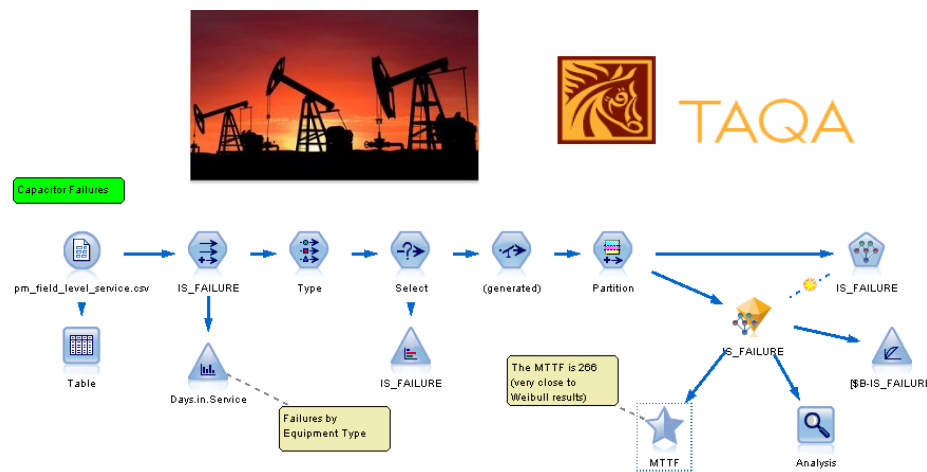 TAQA
Capacitor Failures
pm_field_level_service.csv
IS_FAILURE
Type
Select
(generated)
Partition
IS_FAILURE
Table
Days.in.Service
IS_FAILURE
IS_FAILURE
[$B-IS_FAILURE
The MTTF is 266
(very close to
Weibull results)
Failures by
Equipment Type
MTTF
Analysis